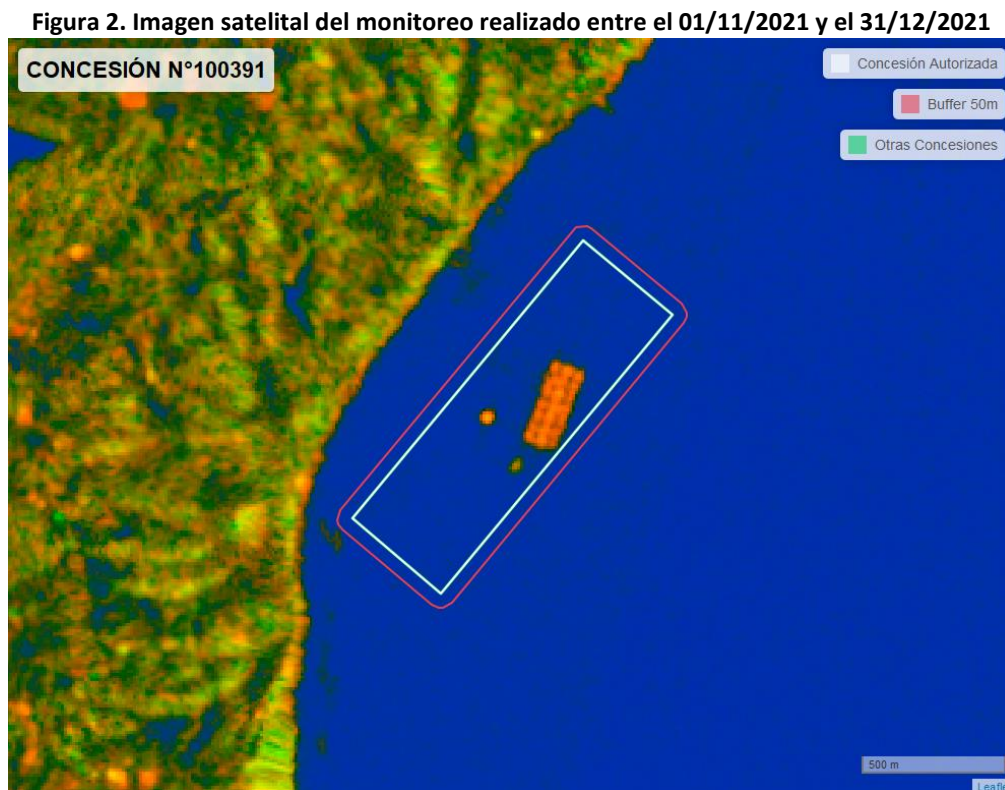 Figura 2. Imagen satelital del monitoreo realizado entre el 01/11/2021 y el 31/12/2021
CONCESIÓN N°100391
Concesión Autorizada
Buffer 50m
Otras Concesiones
500 m
Leafl